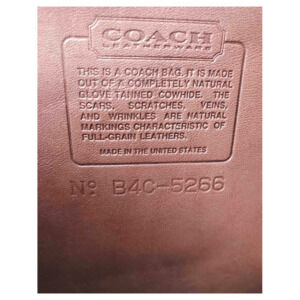 COACH
LEATHERWARE
THIS IS A COACH BAG. IT IS MADE
OUT OF A COMPLETELY NATURAL
GLOVE TANNED COWHIDE. THE
SCARS, SCRATCHES, VEINS,
AND WRINKLES ARE NATURAL
MARKINGS CHARACTERISTIC OF
FULL-GRAIN LEATHERS.
MADE IN THE UNITED STATES
Nº B4C-5266